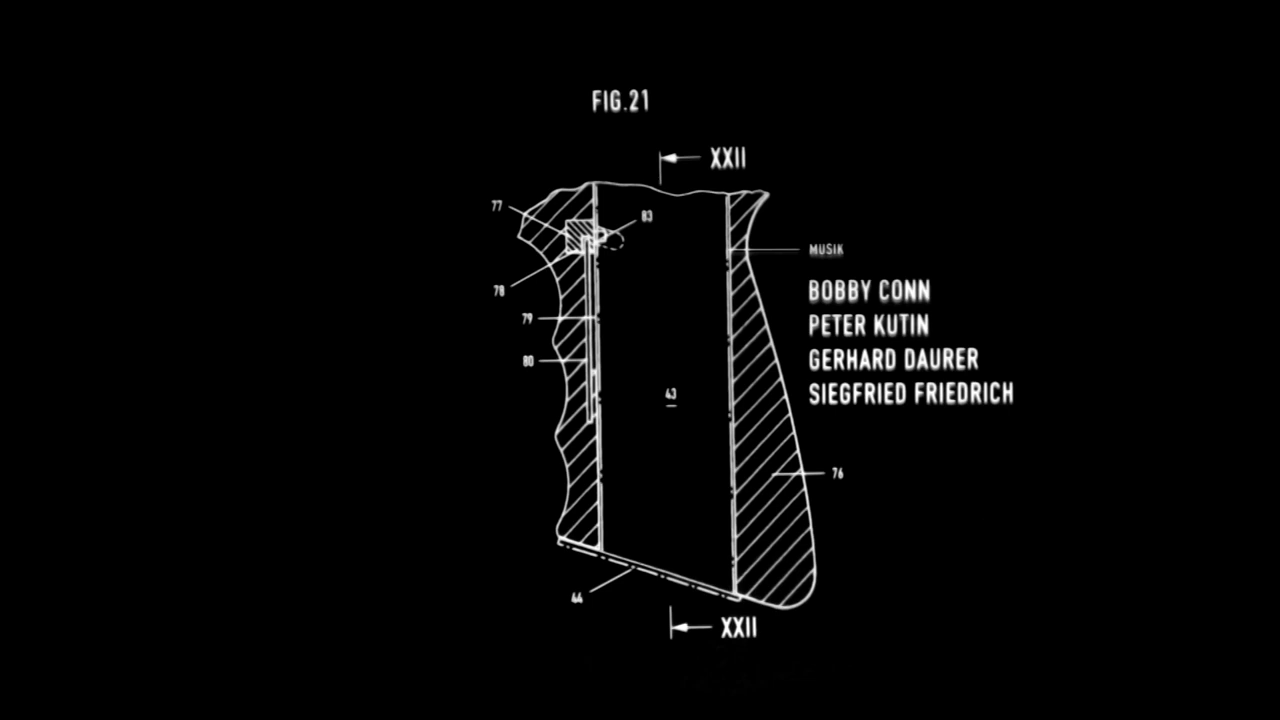 FIG.21
XXII
77
83
MUSIK
78
BOBBY CONN
79
PETER KUTIN
80
GERHARD DAURER
43
SIEGFRIED FRIEDRICH
76
44
XXII